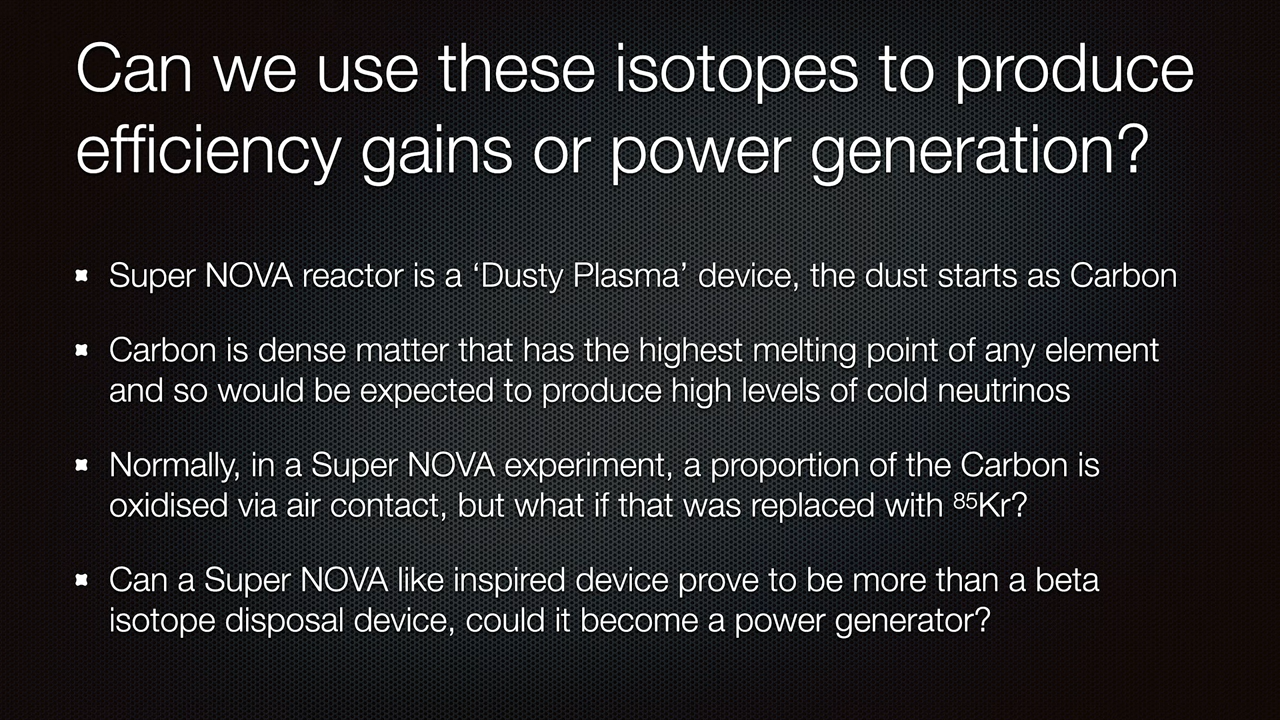 Can we use these isotopes to produce
efficiency gains or power generation?
Super NOVA reactor is a ‘Dusty Plasma’ device, the dust starts as Carbon
Carbon is dense matter that has the highest melting point of any element
and so would be expected to produce high levels of cold neutrinos
Normally, in a Super NOVA experiment, a proportion of the Carbon is
oxidised via air contact, but what if that was replaced with ⁸⁵Kr?
Can a Super NOVA like inspired device prove to be more than a beta
isotope disposal device, could it become a power generator?